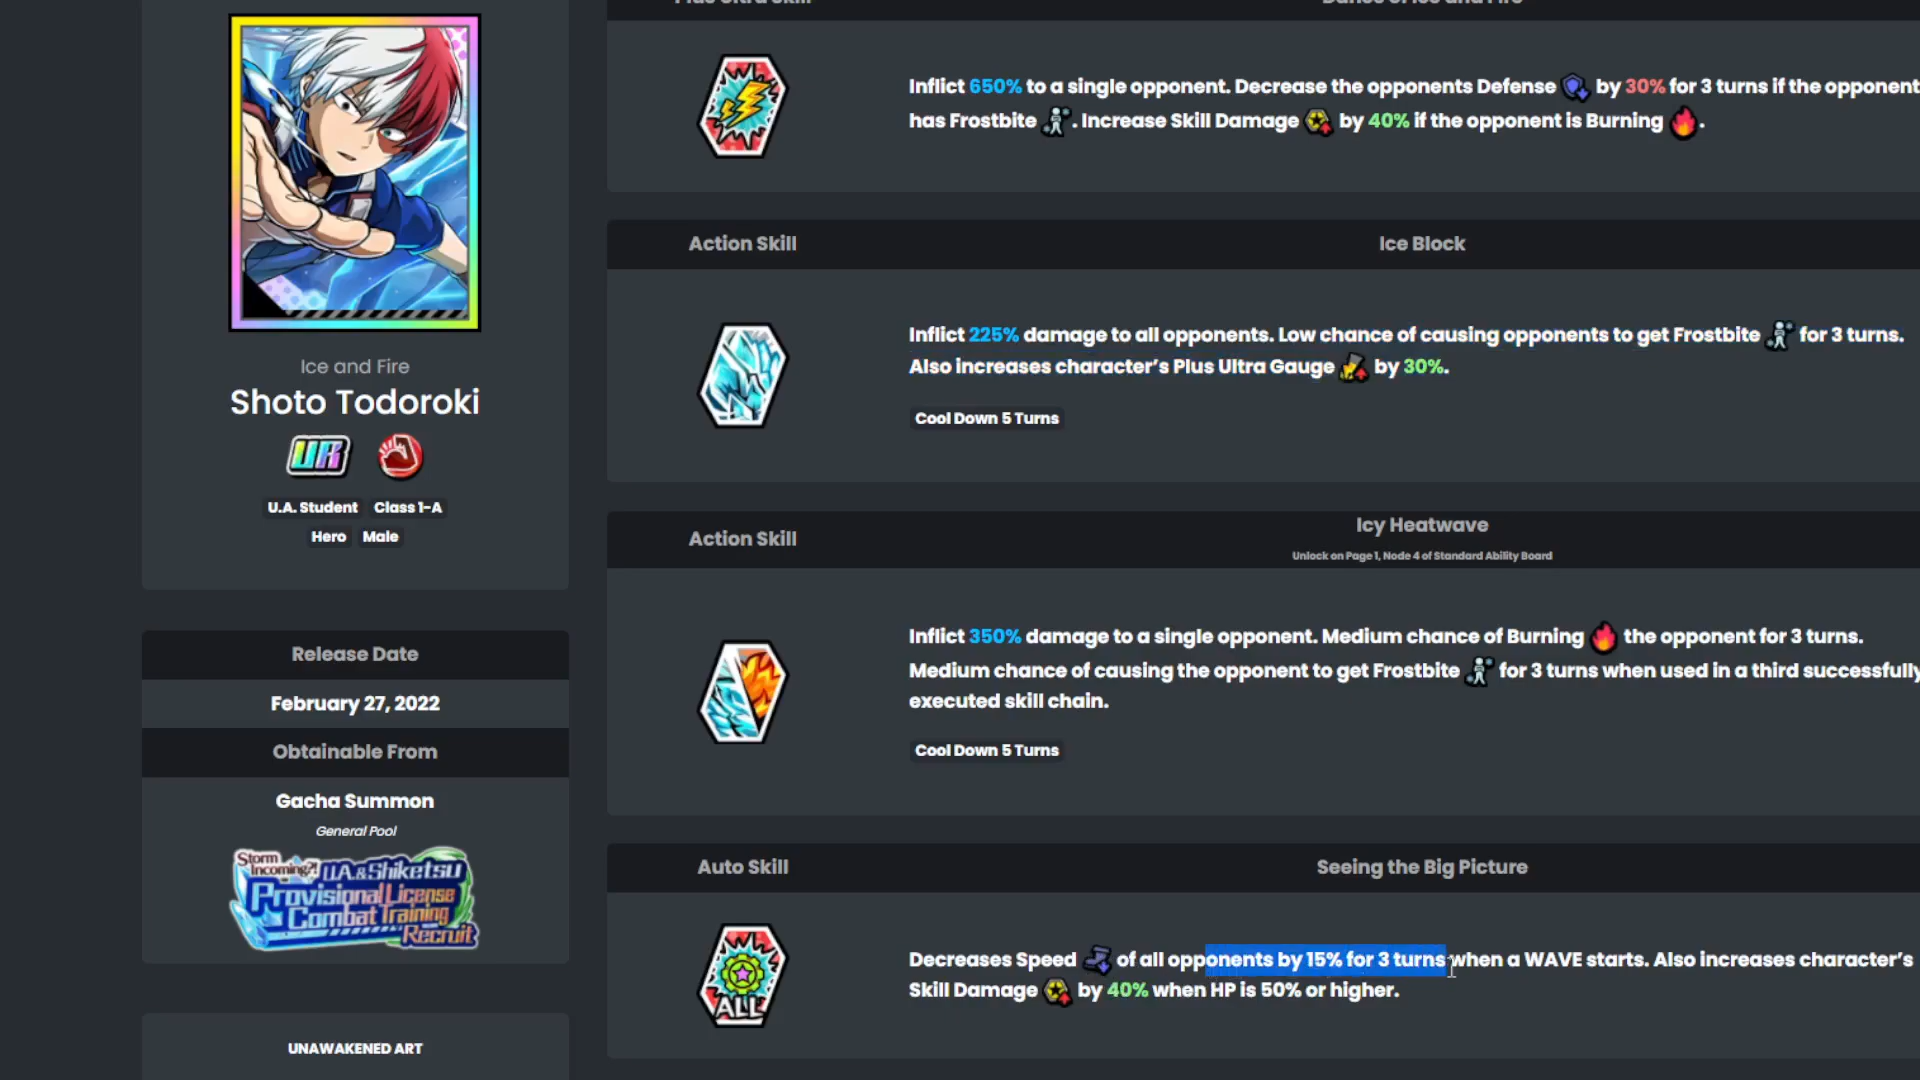 Plus Ultra Skill
Dance of Ice and Fire
Inflict 650% to a single opponent. Decrease the opponents Defense by 30% for 3 turns if the opponent
has Frostbite . Increase Skill Damage by 40% if the opponent is Burning .
Action Skill
Ice Block
Inflict 225% damage to all opponents. Low chance of causing opponents to get Frostbite for 3 turns.
Also increases character’s Plus Ultra Gauge by 30%.
Cool Down 5 Turns
Ice and Fire
Shoto Todoroki
UR
U.A. Student Class 1-A
Hero Male
Action Skill
Icy Heatwave
Unlock on Page 1, Node 4 of Standard Ability Board
Inflict 350% damage to a single opponent. Medium chance of Burning the opponent for 3 turns.
Medium chance of causing the opponent to get Frostbite for 3 turns when used in a third successfully
executed skill chain.
Cool Down 5 Turns
Release Date
February 27, 2022
Obtainable From
Gacha Summon
General Pool
Storm
Incoming?! U.A.&Shiketsu
Provisional License
Combat Training
Recruit
Auto Skill
Seeing the Big Picture
ALL
Decreases Speed of all opponents by 15% for 3 turns when a WAVE starts. Also increases character’s
Skill Damage by 40% when HP is 50% or higher.
UNAWAKENED ART